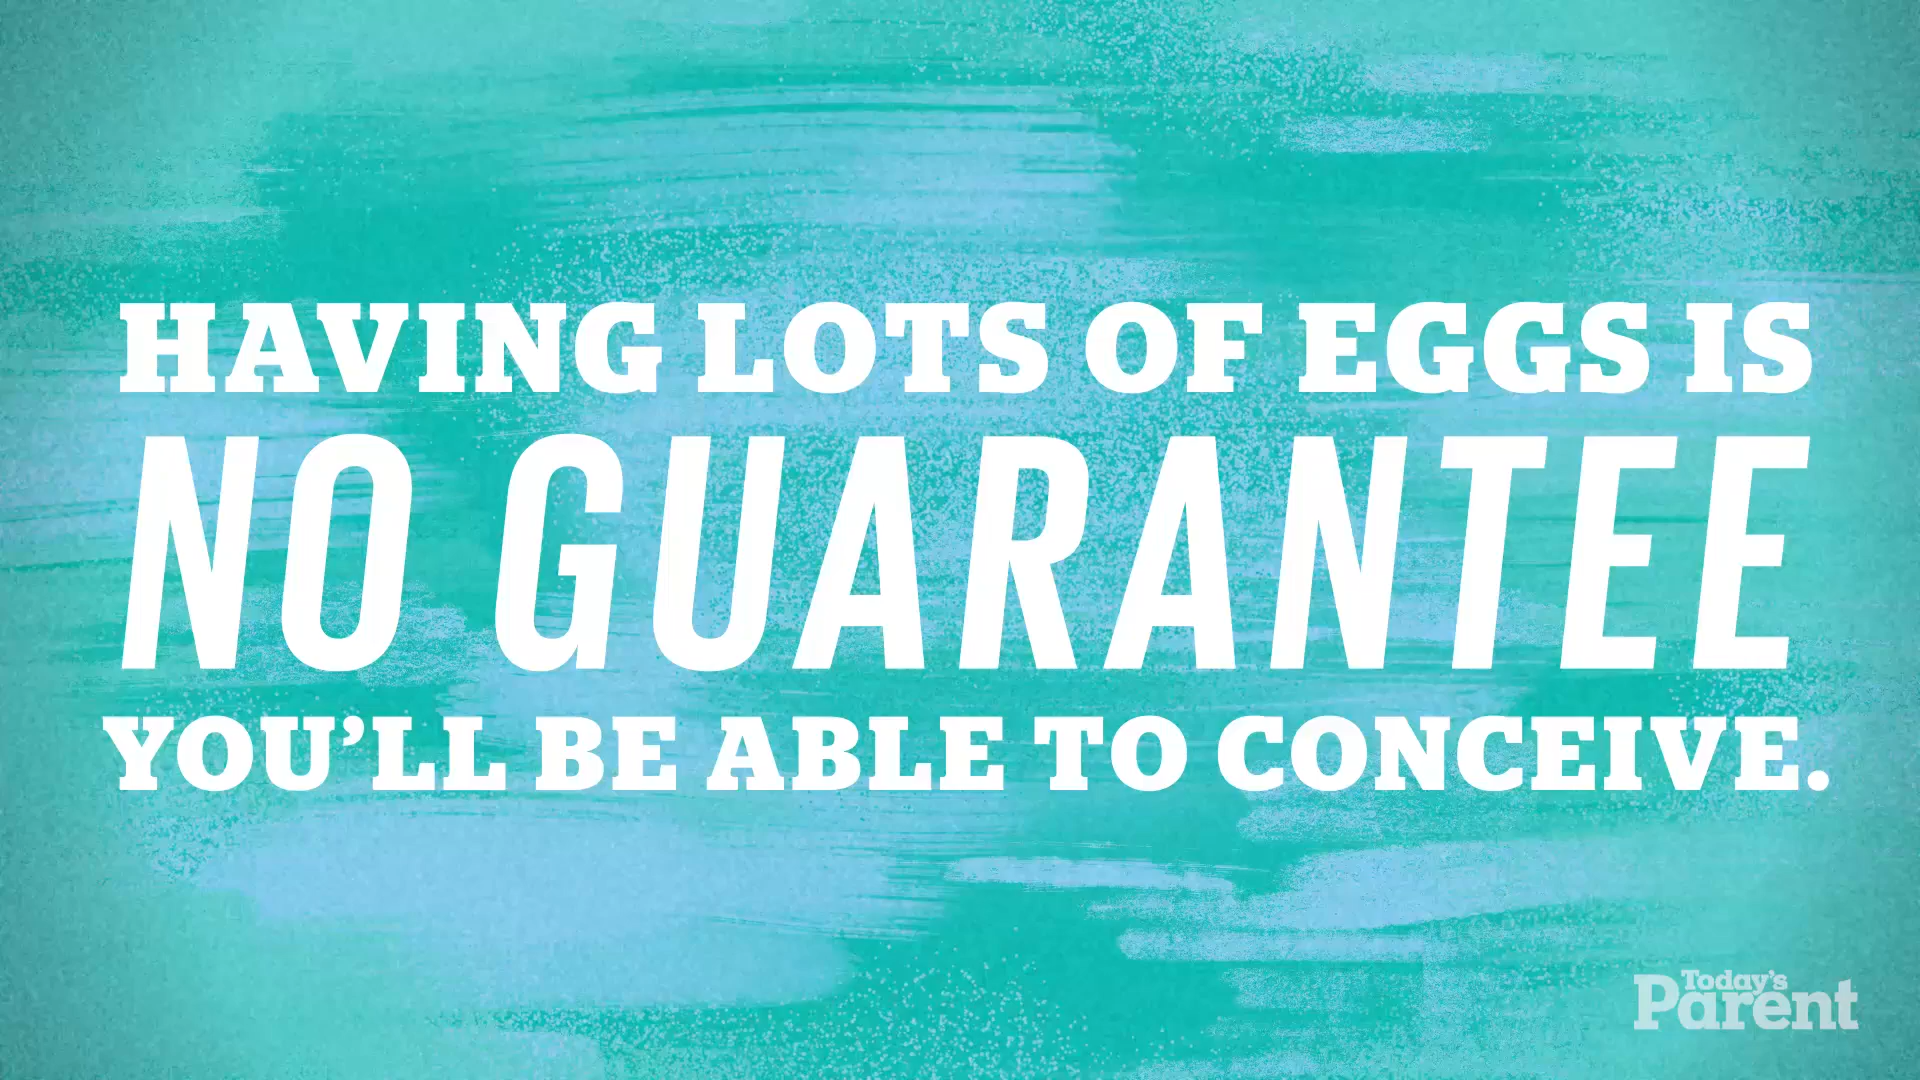 HAVING LOTS OF EGGS IS
NO GUARANTEE
YOU’LL BE ABLE TO CONCEIVE.
Today’s
Parent